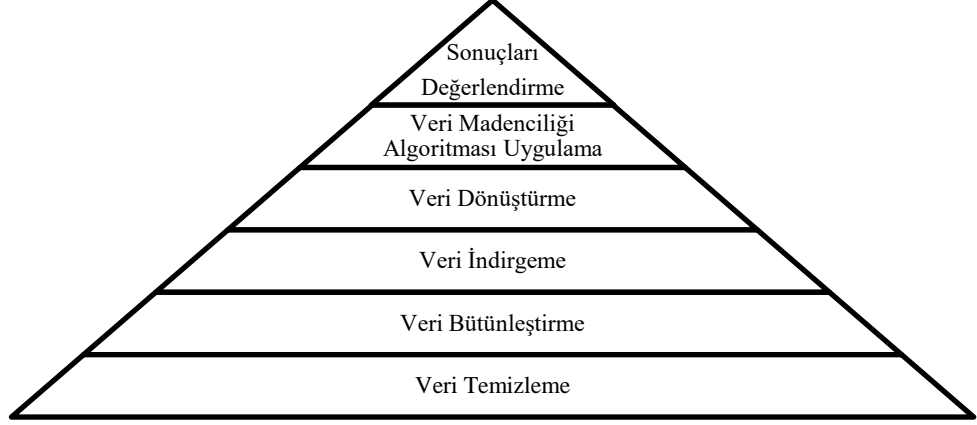 Sonuçları
Değerlendirme
Veri Madenciliği
Algoritması Uygulama
Veri Dönüştürme
Veri İndirgeme
Veri Bütünleştirme
Veri Temizleme